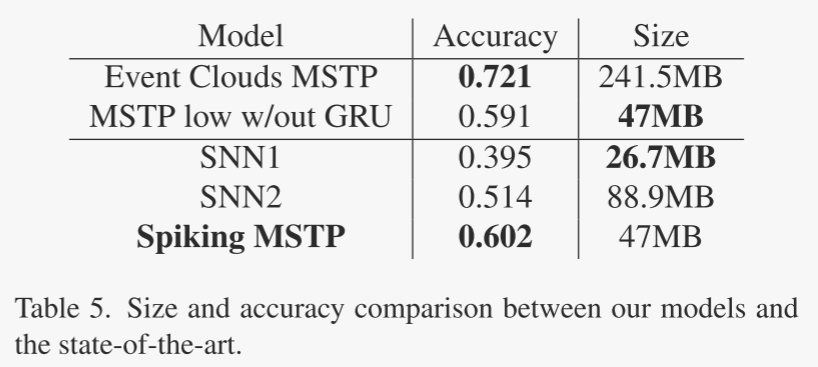 Model Accuracy Size
Event Clouds MSTP 0.721 241.5MB
MSTP low w/out GRU 0.591 47MB
SNN1 0.395 26.7MB
SNN2 0.514 88.9MB
Spiking MSTP 0.602 47MB
Table 5. Size and accuracy comparison between our models and
the state-of-the-art.